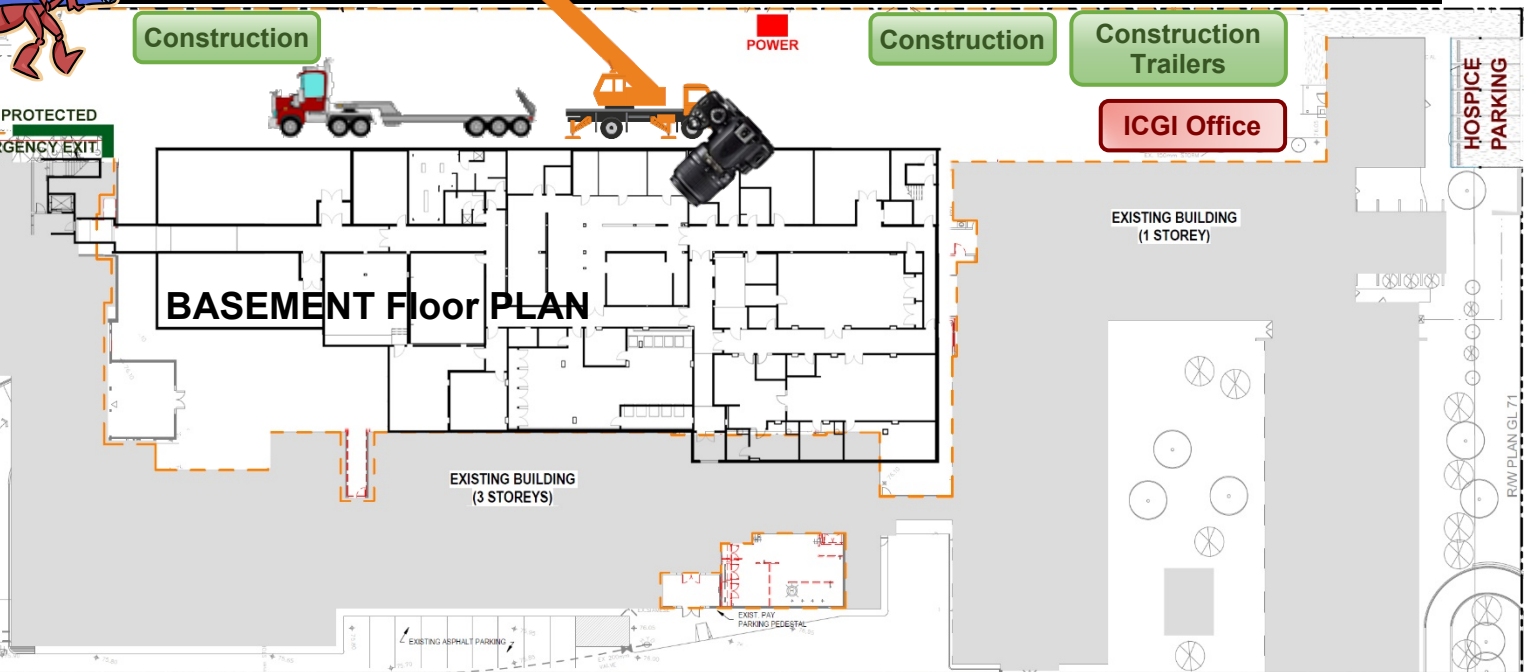 Construction
POWER
Construction
Construction
Trailers
HOSPICE
PARKING
PROTECTED
RGENCY EXIT
ICGI Office
EXISTING BUILDING
(1 STOREY)
BASEMENT Floor PLAN
R/W PLAN GL 71
EXISTING BUILDING
(3 STOREYS)
EXIST. PAY
PARKING PEDESTAL
EXISTING ASPHALT PARKING